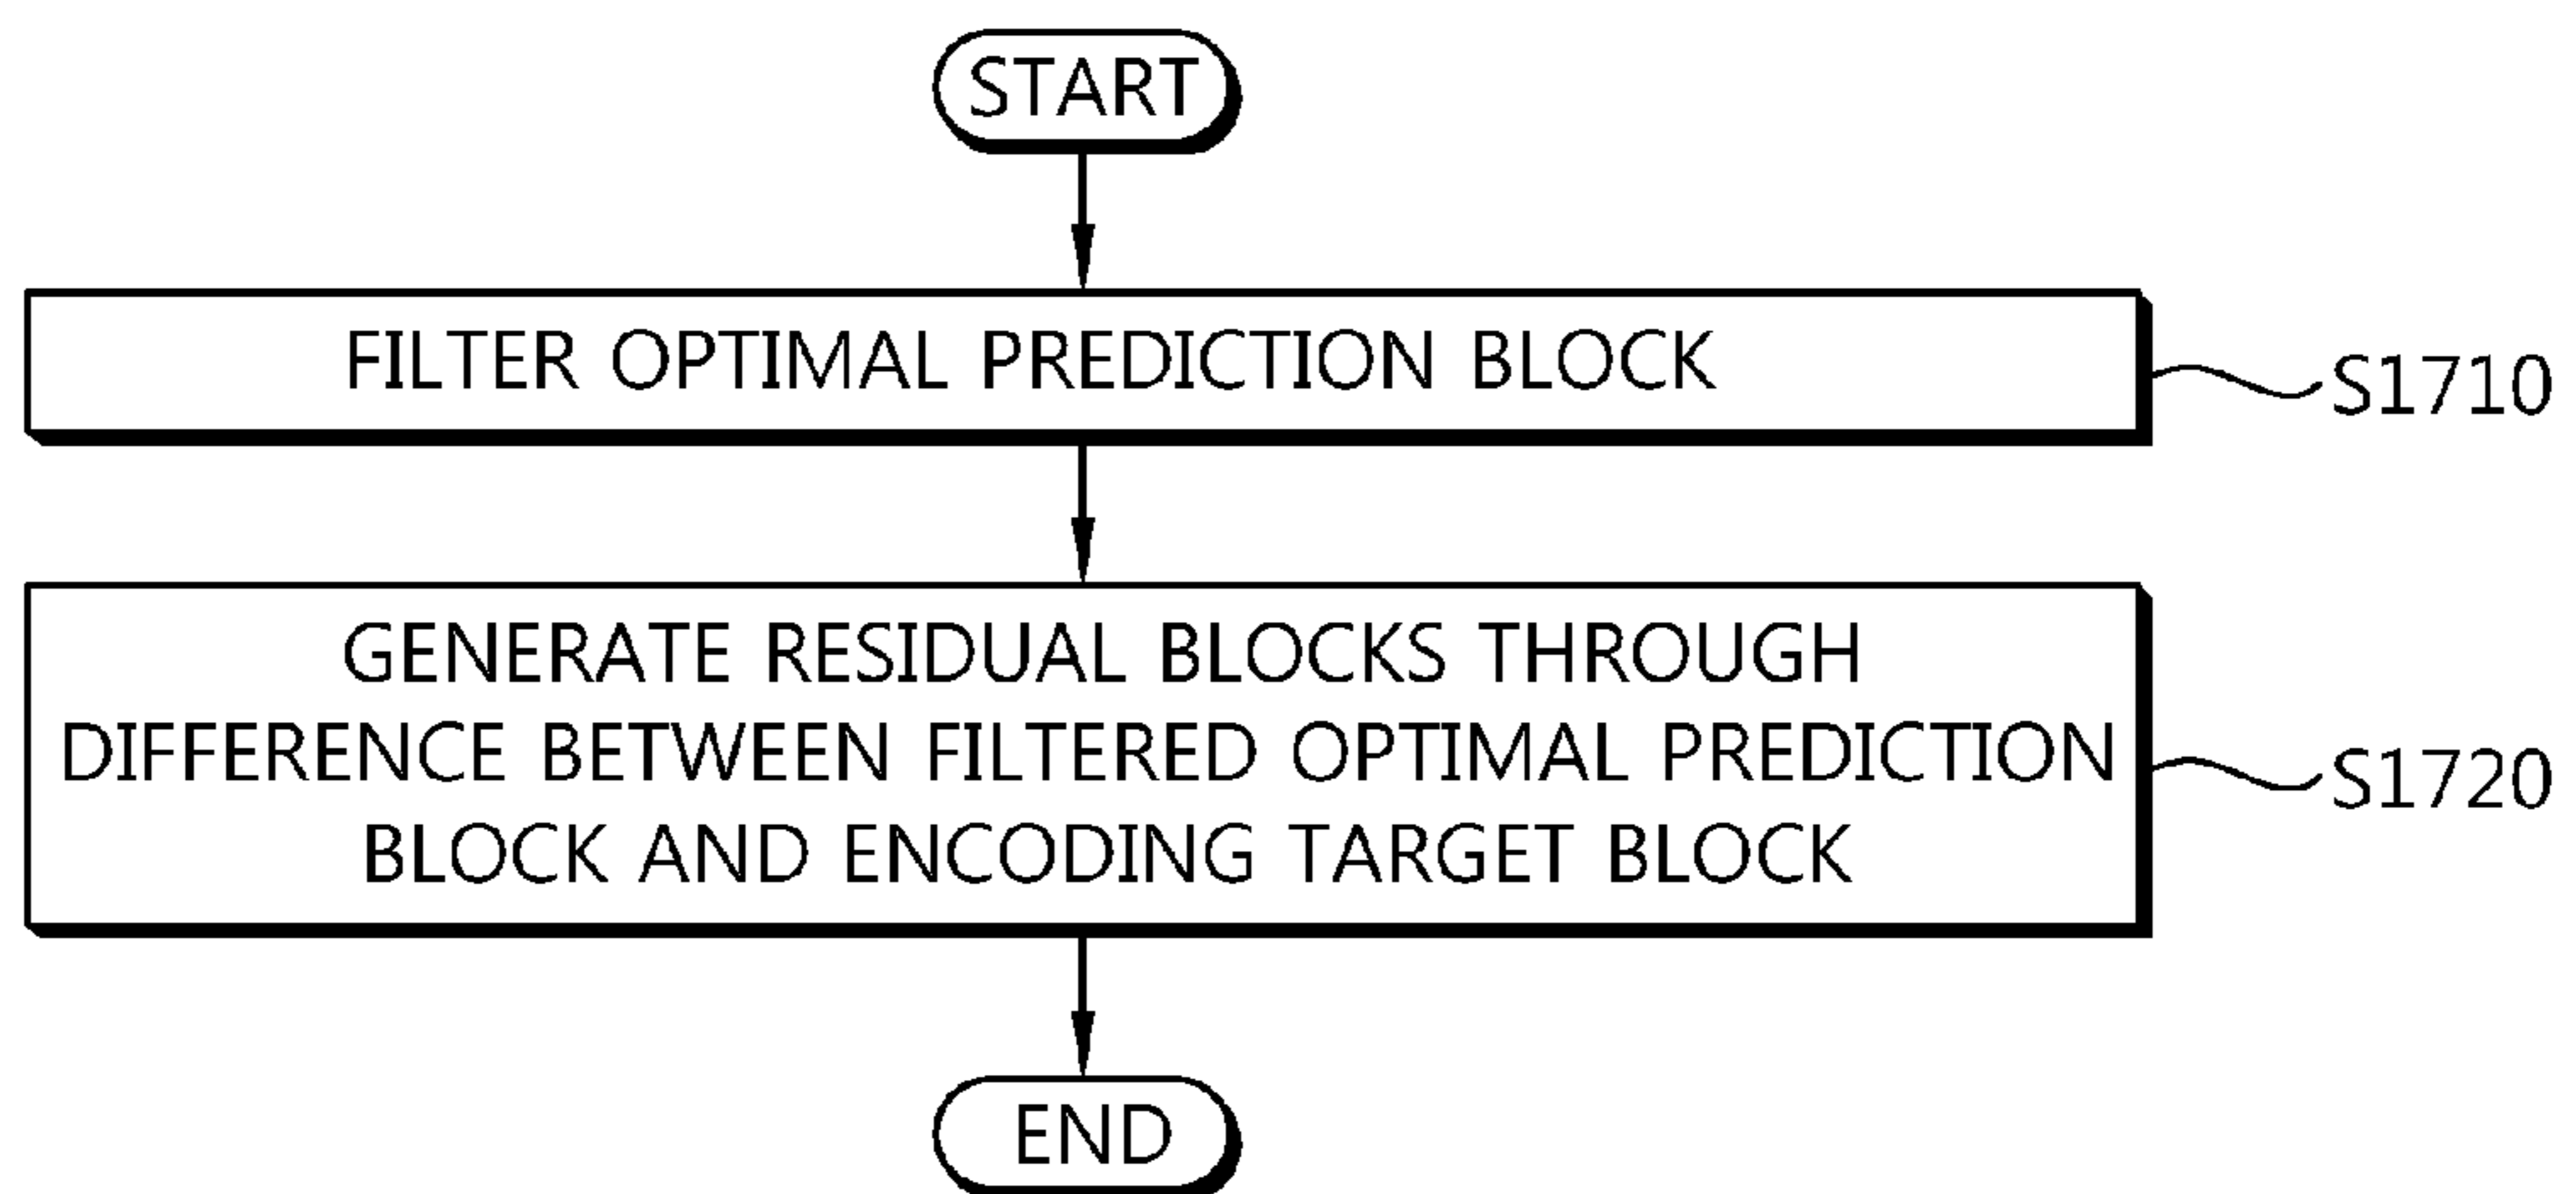 START
FILTER OPTIMAL PREDICTION BLOCK
S1710
GENERATE RESIDUAL BLOCKS THROUGH
DIFFERENCE BETWEEN FILTERED OPTIMAL PREDICTION
BLOCK AND ENCODING TARGET BLOCK
S1720
END